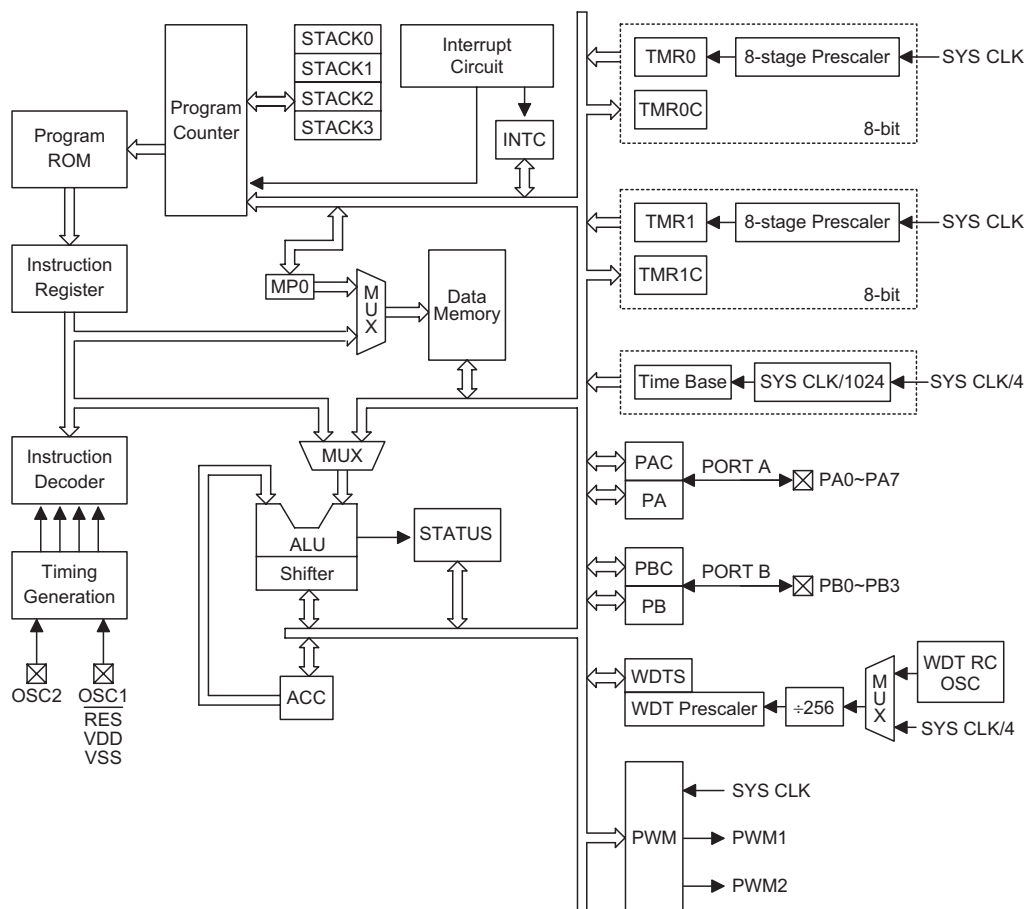 STACK0
STACK1
STACK2
STACK3
Interrupt
Circuit
INTC
Program
Counter
Program
ROM
Instruction
Register
MP0
MUX
Data
Memory
Instruction
Decoder
MUX
ALU
Shifter
STATUS
Timing
Generation
ACC
OSC2
OSC1
RES
VDD
VSS
TMR0
8-stage Prescaler
SYS CLK
TMR0C
8-bit
TMR1
8-stage Prescaler
SYS CLK
TMR1C
8-bit
Time Base
SYS CLK/1024
SYS CLK/4
PAC
PA
PORT A
PA0~PA7
PBC
PB
PORT B
PB0~PB3
WDTS
WDT Prescaler
÷256
MUX
WDT RC
OSC
SYS CLK/4
PWM
SYS CLK
PWM1
PWM2